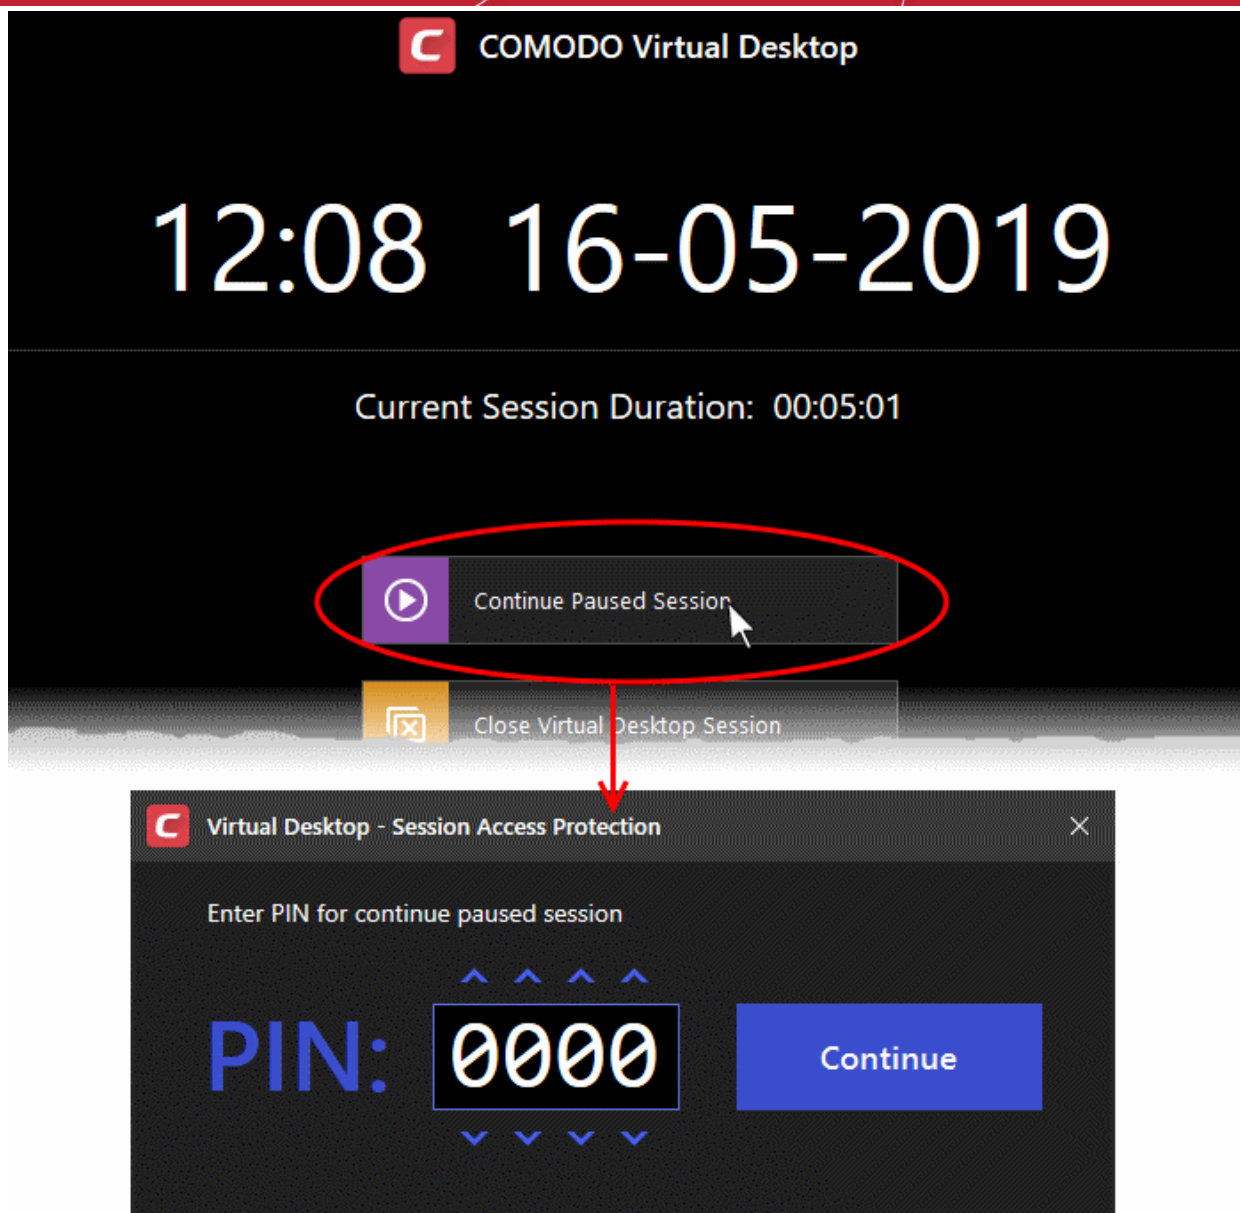 COMODO Virtual Desktop
12:08 16-05-2019
Current Session Duration: 00:05:01
Continue Paused Session
Close Virtual Desktop Session
Virtual Desktop - Session Access Protection
Enter PIN for continue paused session
PIN: 0000 Continue